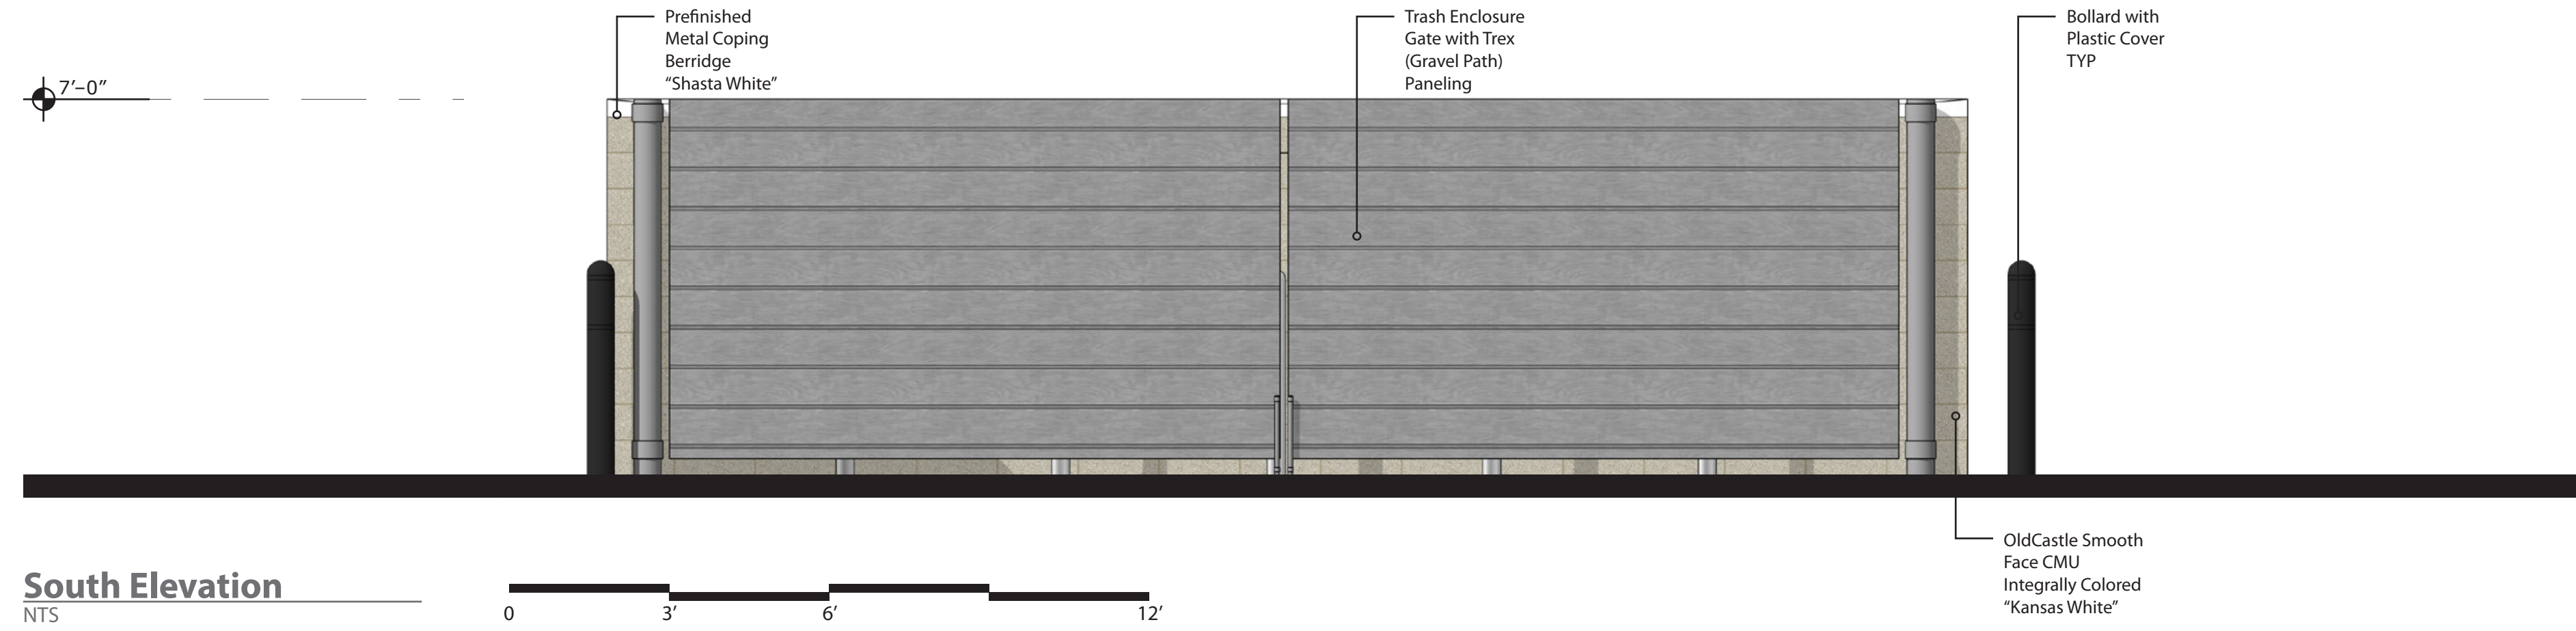 Prefinished
Metal Coping
Berridge
“Shasta White”
Trash Enclosure
Gate with Trex
(Gravel Path)
Paneling
Bollard with
Plastic Cover
TYP
7’–0”
OldCastle Smooth
Face CMU
Integrally Colored
“Kansas White”
South Elevation
NTS
0 3’ 6’ 12’